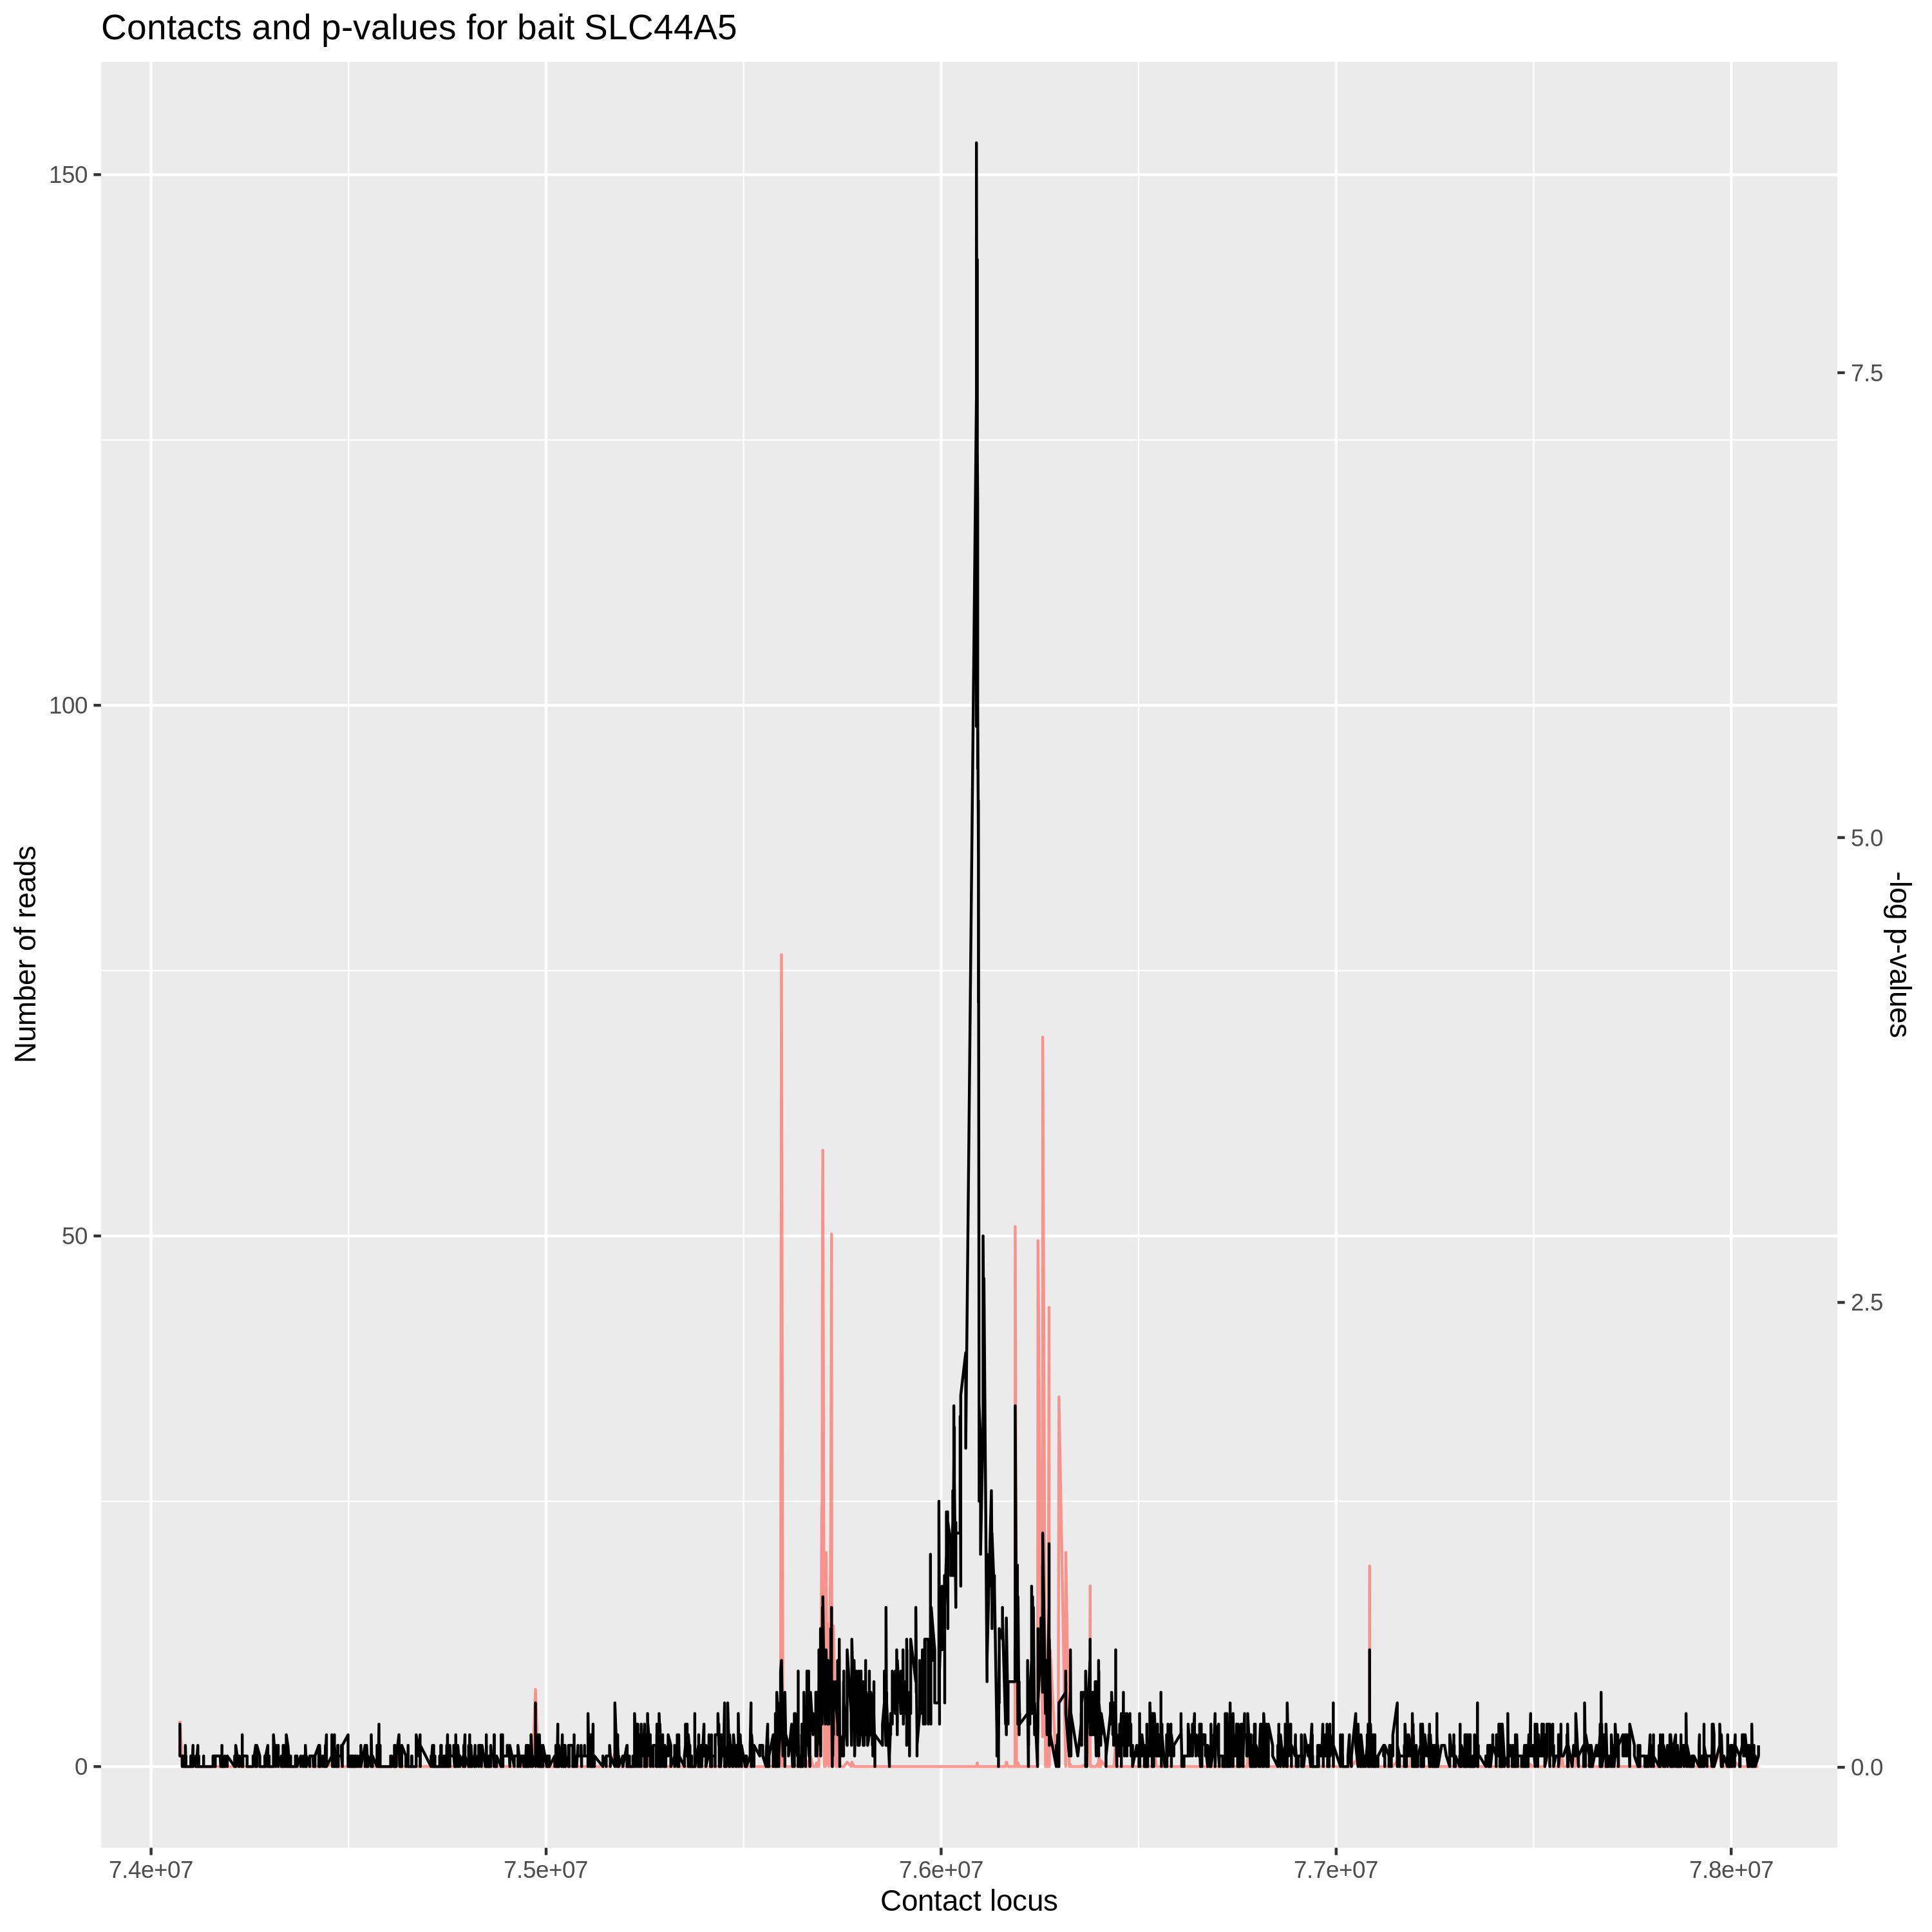 Contacts and p-values for bait SLC44A5
150
100
50
0
Number of reads
7.5
5.0
2.5
0.0
-log p-values
7.4e+07 7.5e+07 7.6e+07 7.7e+07 7.8e+07
Contact locus